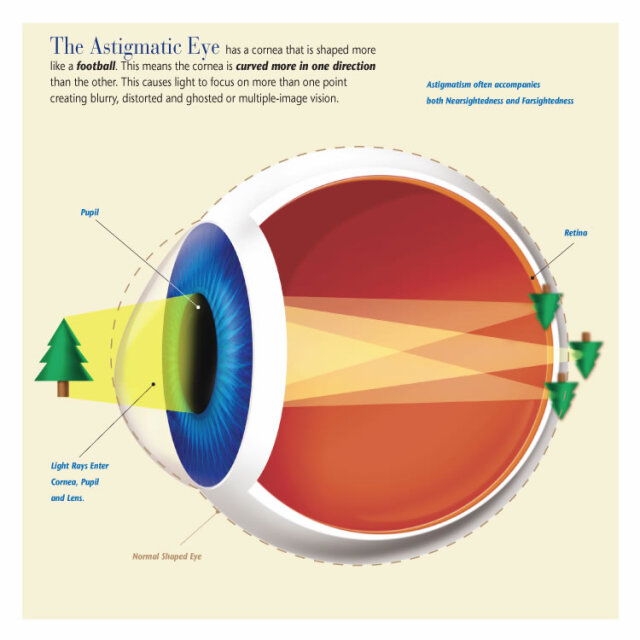 The Astigmatic Eye has a cornea that is shaped more
like a football. This means the cornea is curved more in one direction
than the other. This causes light to focus on more than one point
creating blurry, distorted and ghosted or multiple-image vision.
Astigmatism often accompanies
both Nearsightedness and Farsightedness
Pupil
Retina
Light Rays Enter
Cornea, Pupil
and Lens.
Normal Shaped Eye